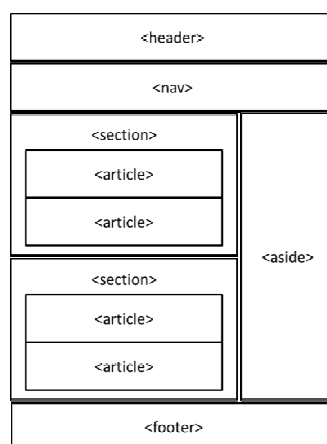 <header>
<nav>
<section>
<article>
<article>
<aside>
<section>
<article>
<article>
<footer>